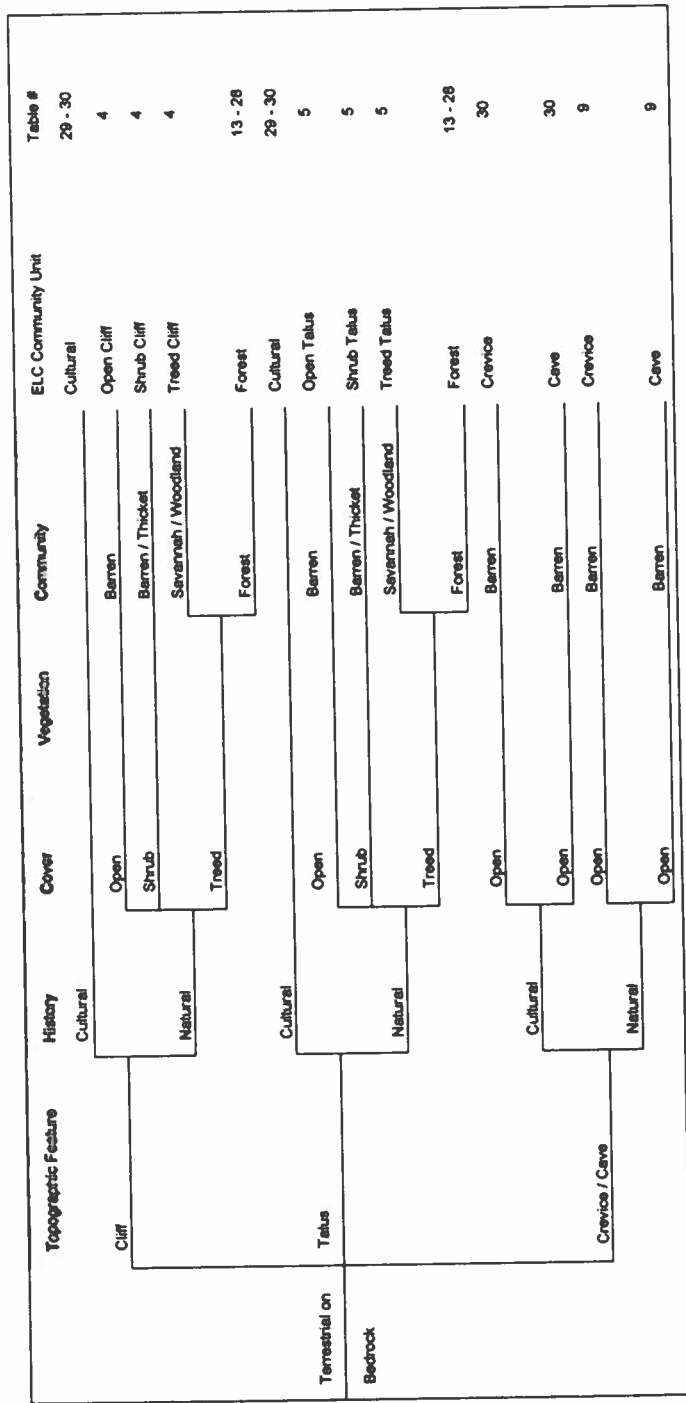 Topographic Feature History Cover Vegetation Community ELC Community Unit Table #
Cultural Cultural 29 - 30
Cliff Open Barren Open Cliff 4
Shrub Barren / Thicket Shrub Cliff 4
Natural Savannah / Woodland Treed Cliff 4
Treed Forest Forest 13 - 28
Cultural Cultural 29 - 30
Terrestrial on Talus Open Barren Open Talus 5
Bedrock Shrub Barren / Thicket Shrub Talus 5
Natural Savannah / Woodland Treed Talus 5
Treed Forest Forest 13 - 28
Open Barren Crevice 30
Cultural Open Barren Cave 30
Crevice / Cave Open Barren Crevice 9
Natural Open Barren Cave 9